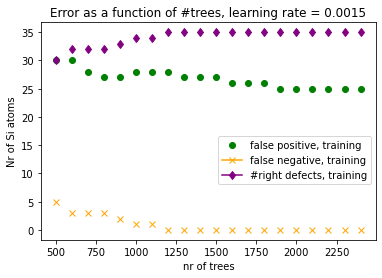 Error as a function of #trees, learning rate = 0.0015
Nr of Si atoms
35
30
25
20
15
10
5
0
false positive, training
false negative, training
#right defects, training
500 750 1000 1250 1500 1750 2000 2250
nr of trees